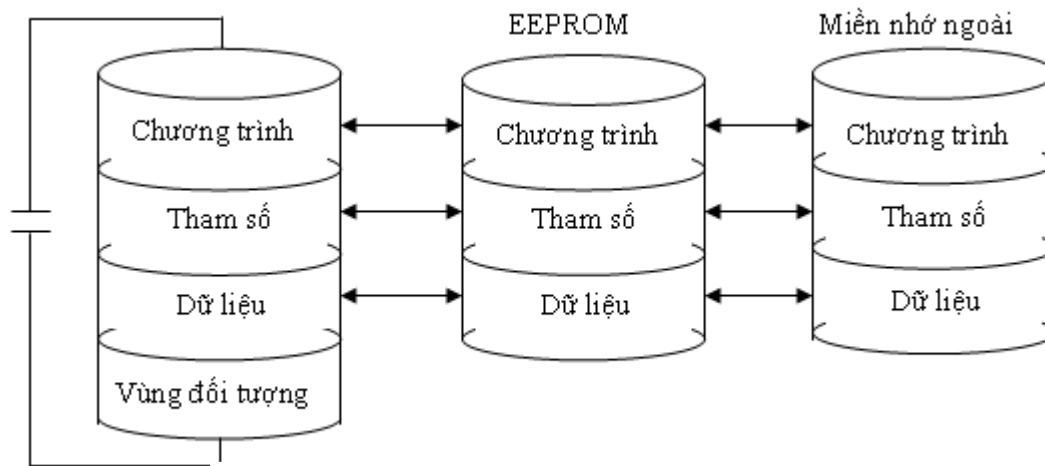 EEPROM
Miền nhớ ngoài
Chương trình
Chương trình
Chương trình
Tham số
Tham số
Tham số
Dữ liệu
Dữ liệu
Dữ liệu
Vùng đối tượng